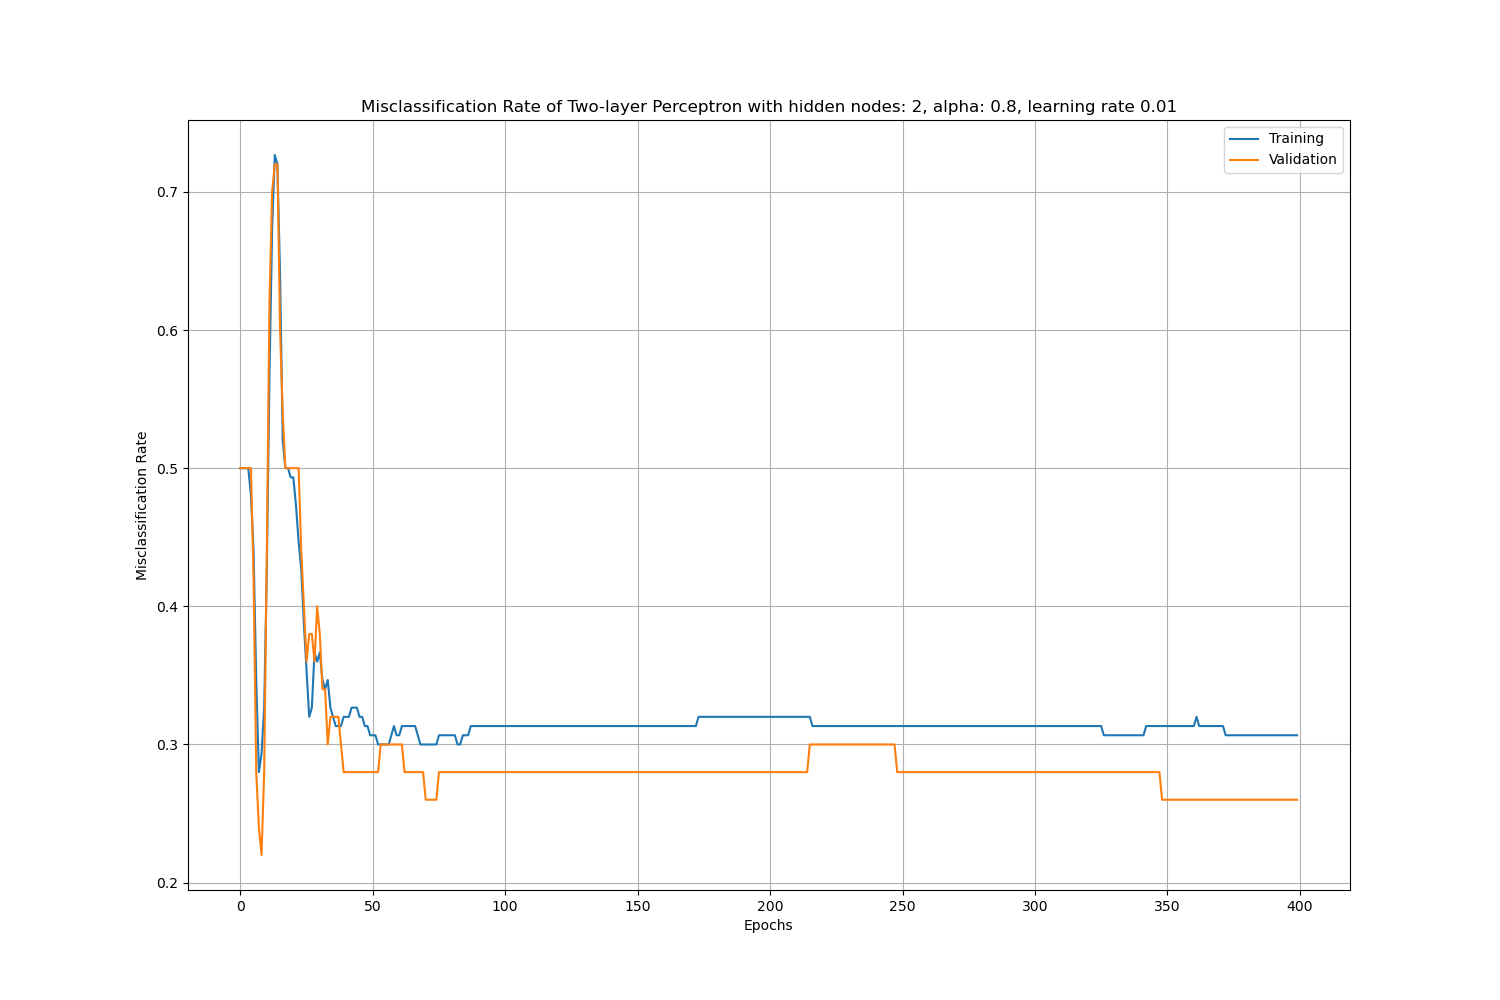 Misclassification Rate of Two-layer Perceptron with hidden nodes: 2, alpha: 0.8, learning rate 0.01
Training
Validation
Misclassification Rate
0.7
0.6
0.5
0.4
0.3
0.2
0 50 100 150 200 250 300 350 400
Epochs